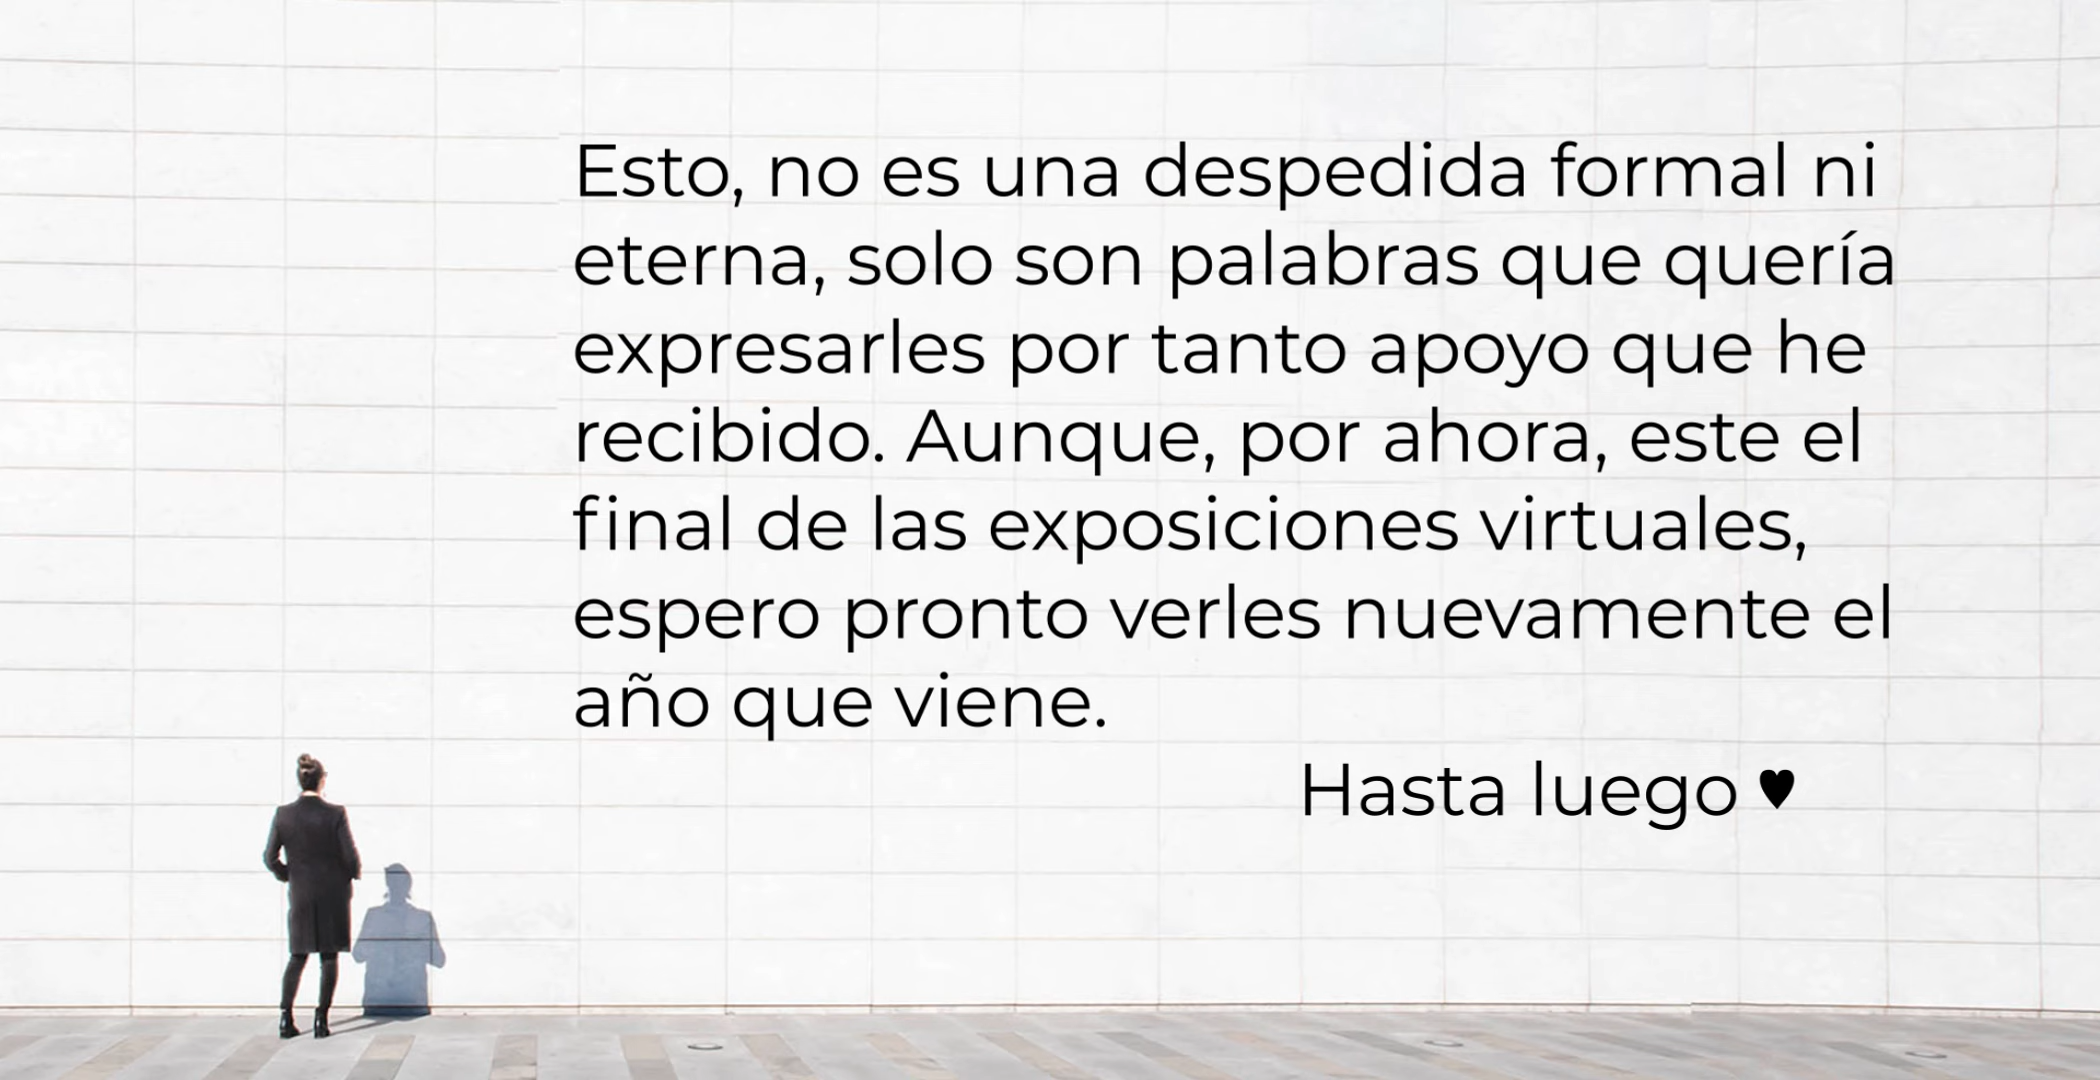 Esto, no es una despedida formal ni
eterna, solo son palabras que quería
expresarles por tanto apoyo que he
recibido. Aunque, por ahora, este el
final de las exposiciones virtuales,
espero pronto verles nuevamente el
año que viene.
Hasta luego ♥